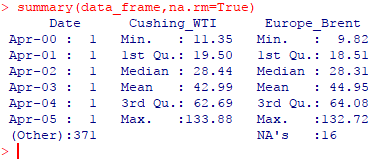 > summary(data_frame,na.rm=True)
Date Cushing_WTI Europe_Brent
Apr-00 : 1 Min. : 11.35 Min. : 9.82
Apr-01 : 1 1st Qu.: 19.50 1st Qu.: 18.51
Apr-02 : 1 Median : 28.44 Median : 28.31
Apr-03 : 1 Mean : 42.99 Mean : 44.95
Apr-04 : 1 3rd Qu.: 62.69 3rd Qu.: 64.08
Apr-05 : 1 Max. :133.88 Max. :132.72
(Other):371 NA's :16
>